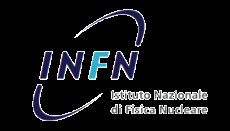 INFN
Istituto Nazionale
di Fisica Nucleare